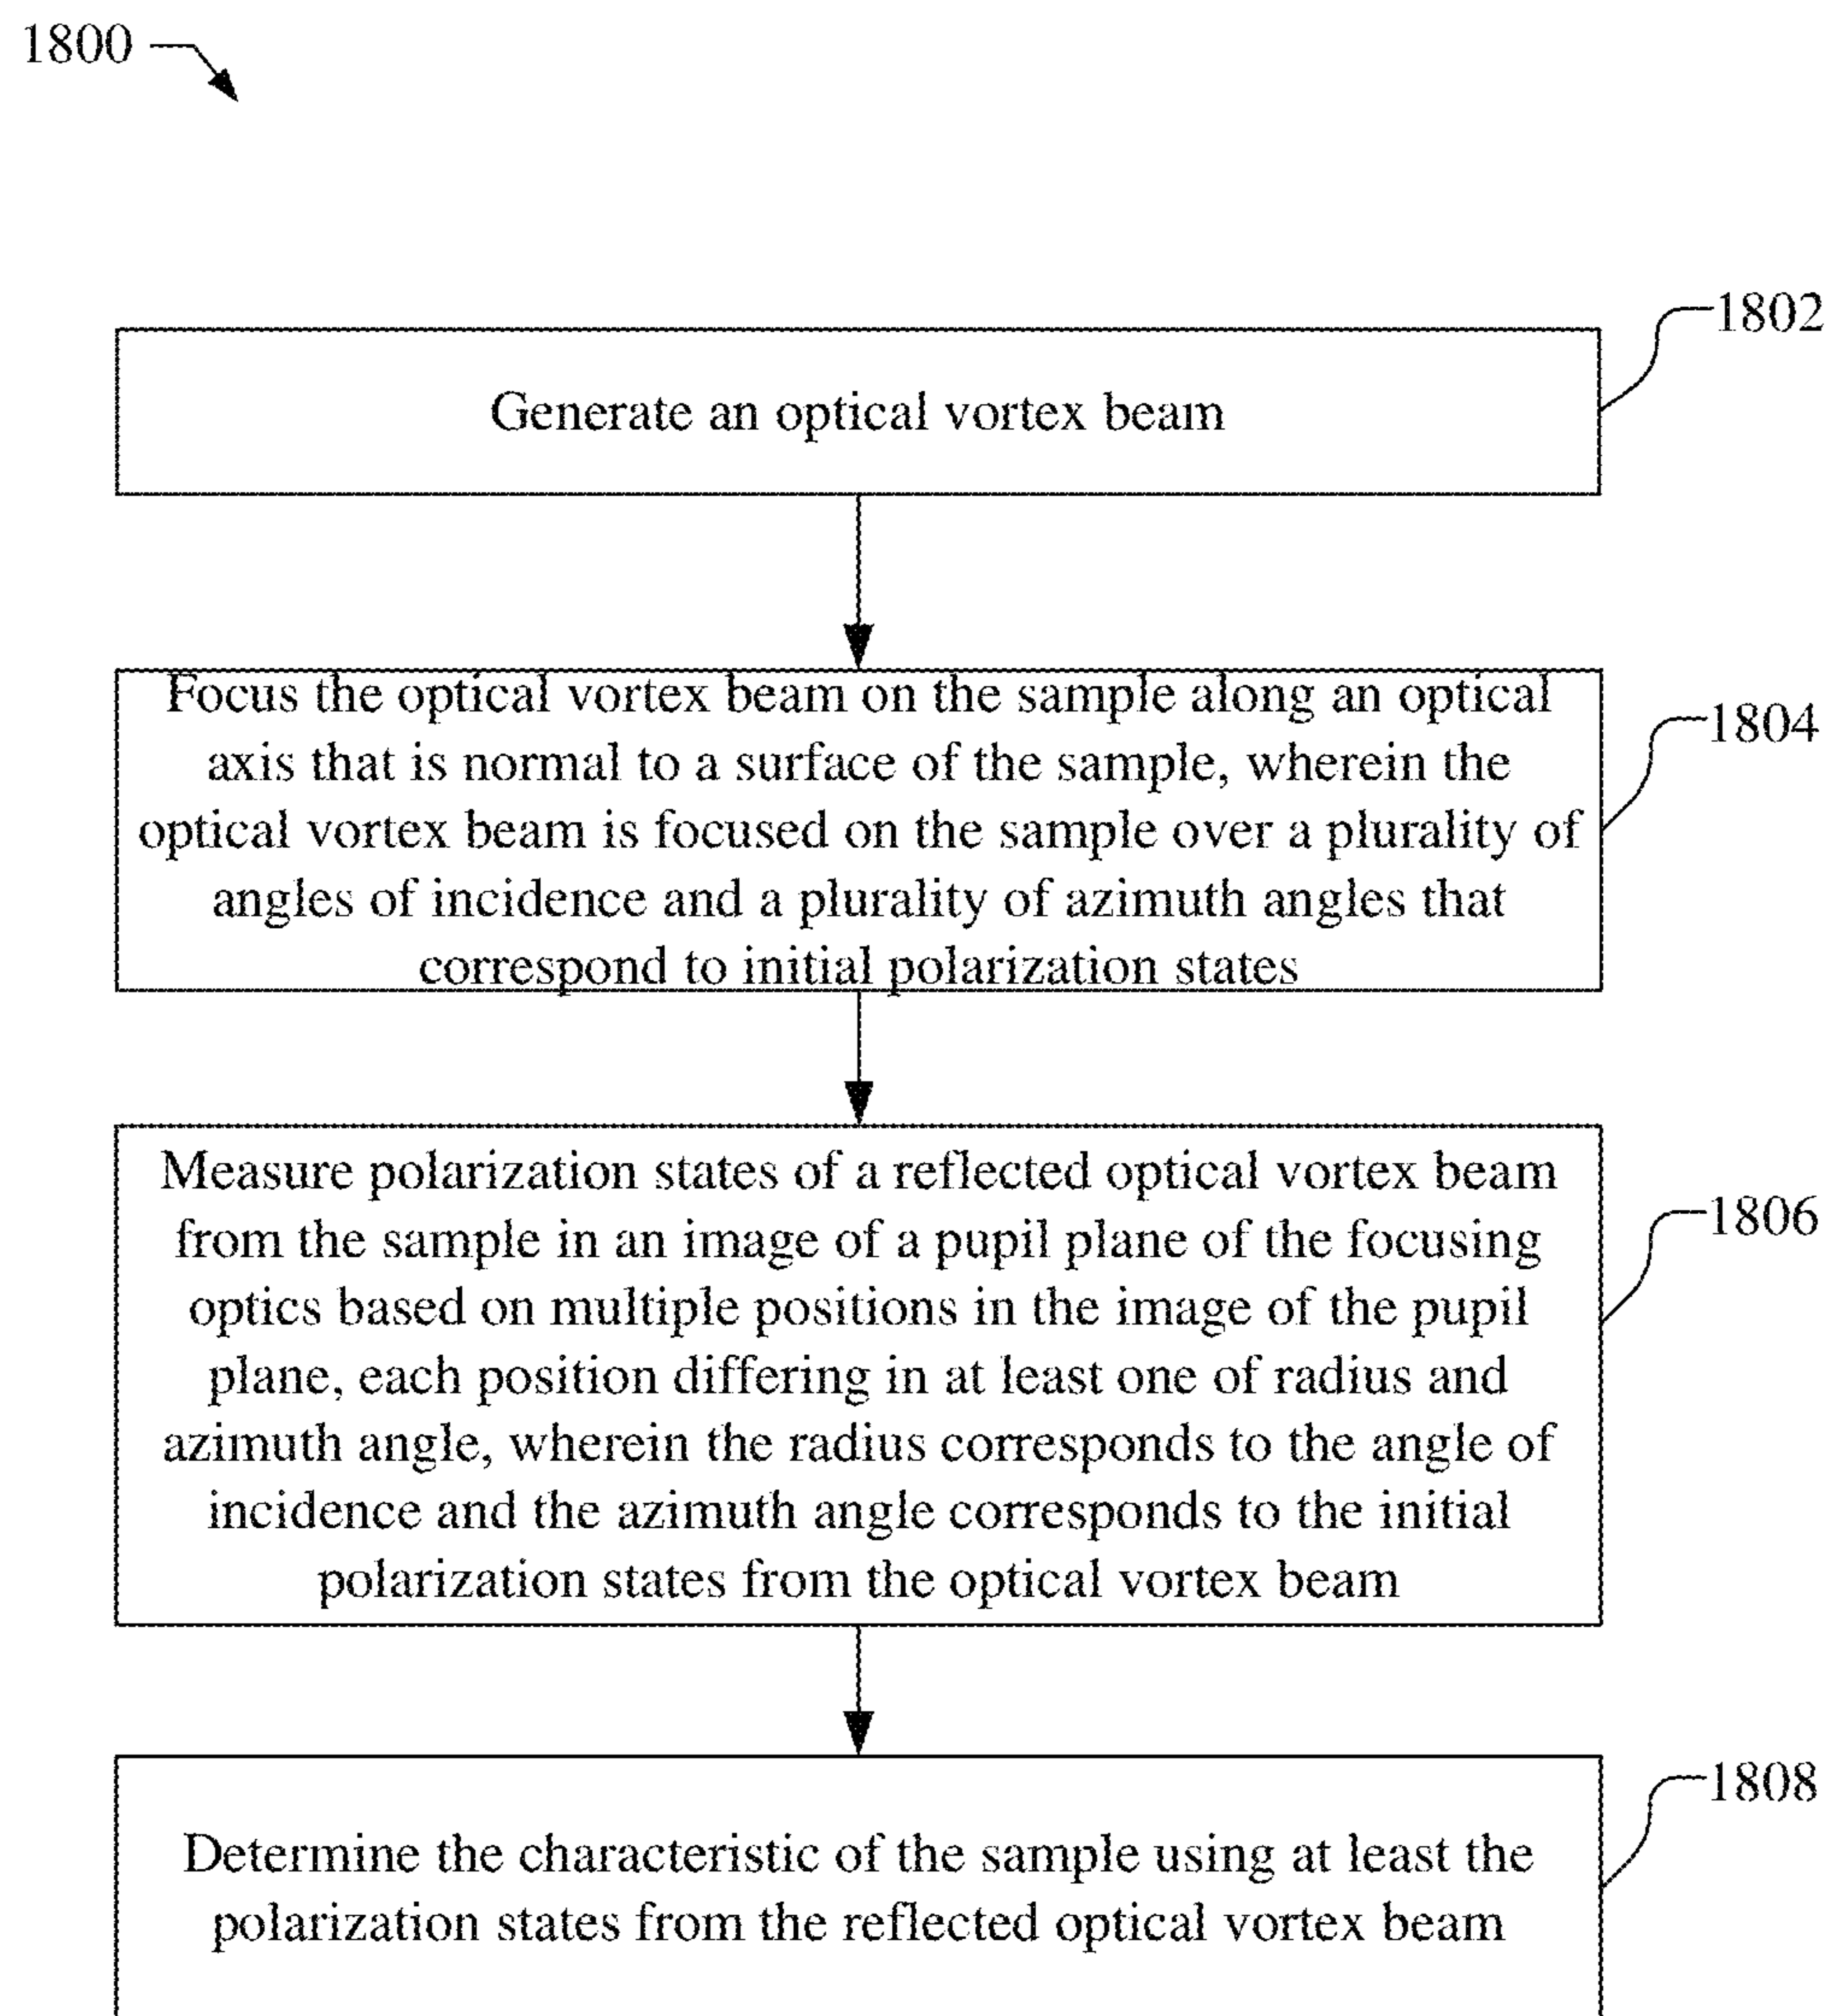 1800
1802
Generate an optical vortex beam
Focus the optical vortex beam on the sample along an optical
axis that is normal to a surface of the sample, wherein the
optical vortex beam is focused on the sample over a plurality of
angles of incidence and a plurality of azimuth angles that
correspond to initial polarization states
1804
Measure polarization states of a reflected optical vortex beam
from the sample in an image of a pupil plane of the focusing
optics based on multiple positions in the image of the pupil
plane, each position differing in at least one of radius and
azimuth angle, wherein the radius corresponds to the angle of
incidence and the azimuth angle corresponds to the initial
polarization states from the optical vortex beam
1806
Determine the characteristic of the sample using at least the
polarization states from the reflected optical vortex beam
1808